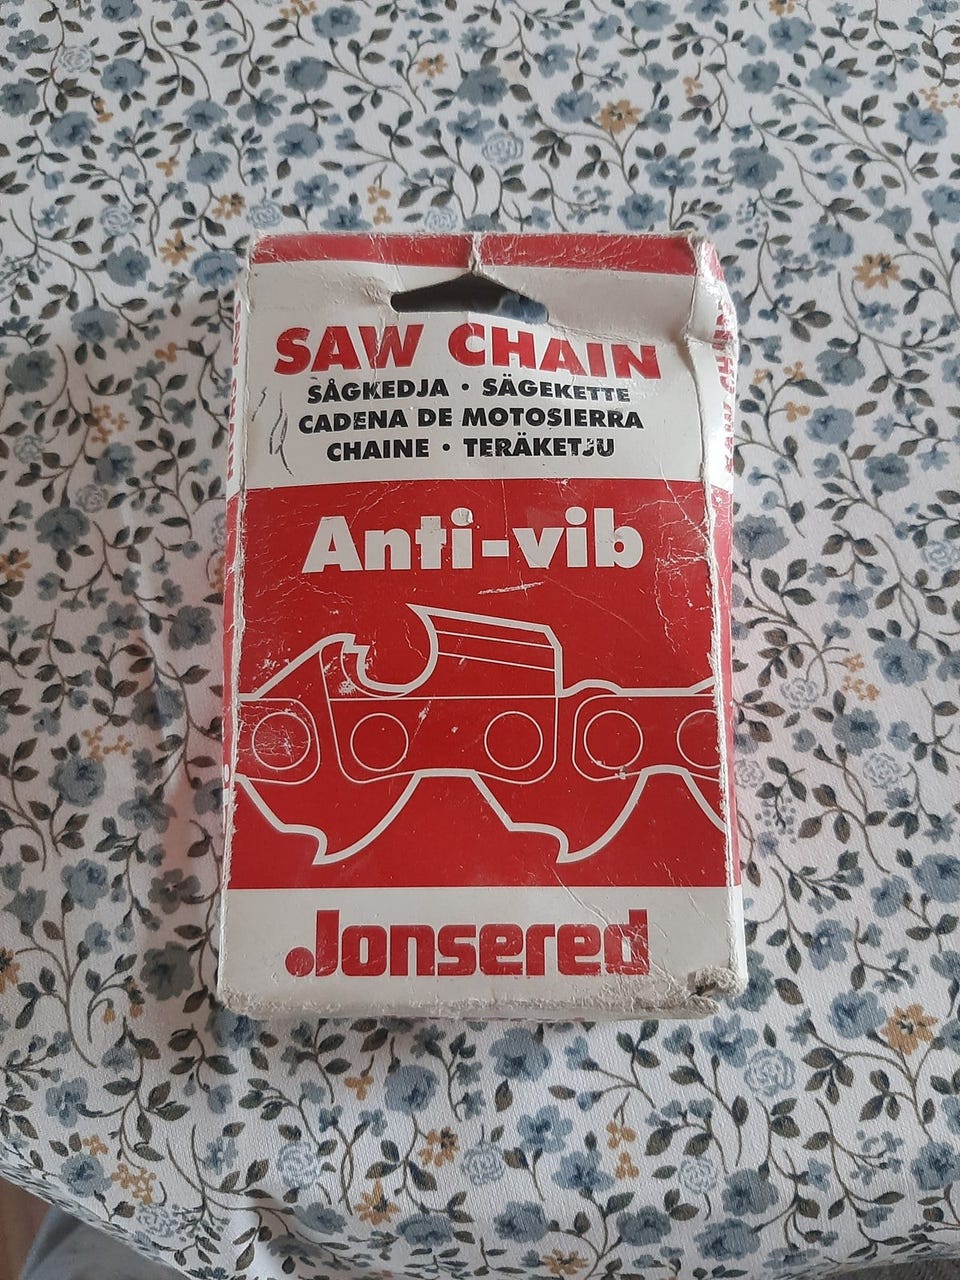 SAW CHAIN
SÅGKEDJA • SÄGEKETTE
CADENA DE MOTOSIERRA
CHAINE • TERÄKETJU
Anti-vib
Jonsered